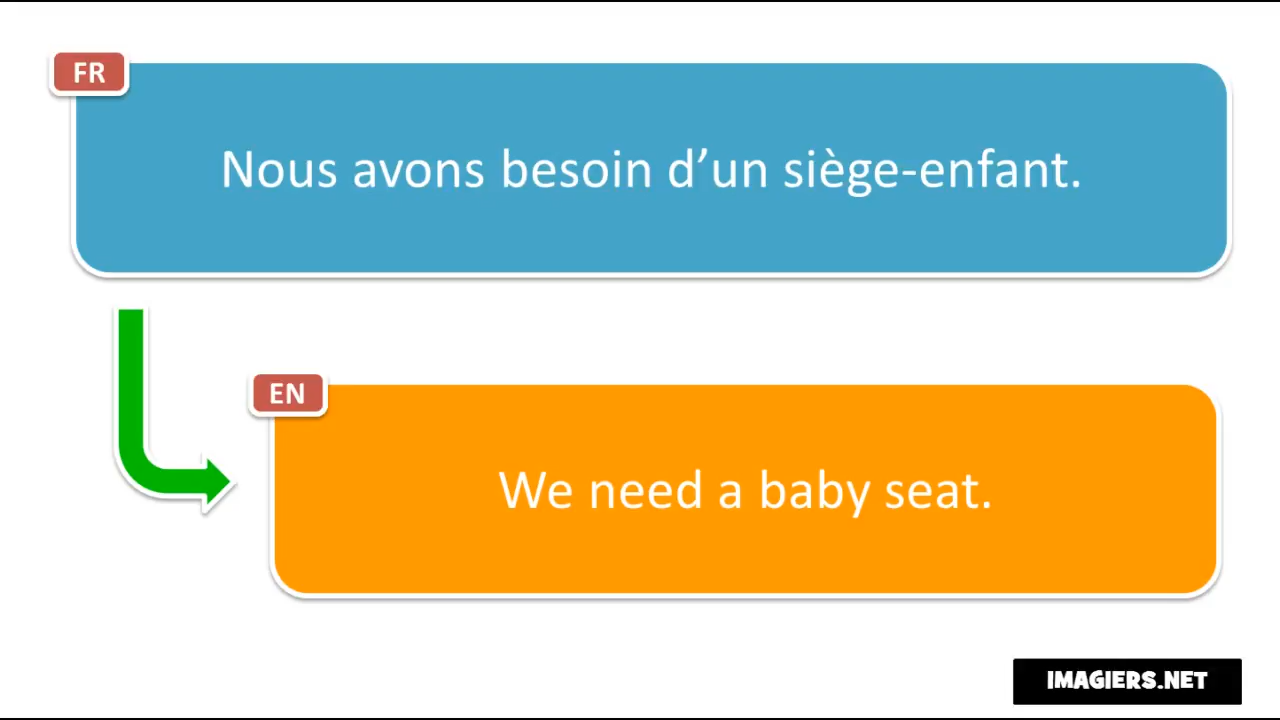 FR
Nous avons besoin d’un siège-enfant.
EN
We need a baby seat.
IMAGIERS.NET